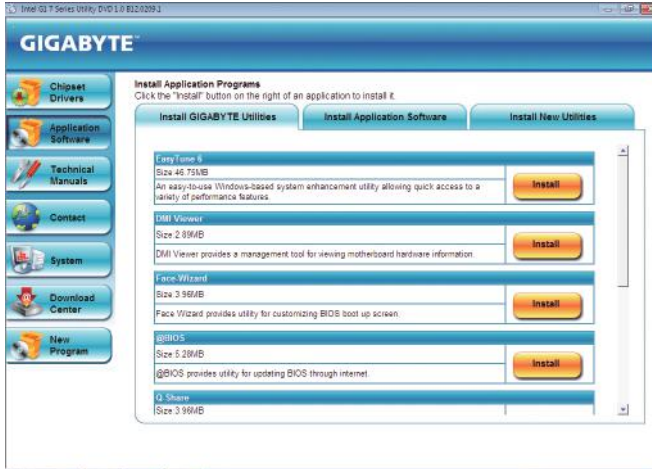 Intel G1 7 Series Utility DVD 1.0 B12.0209.1
GIGABYTE™
Chipset
Drivers
Application
Software
Technical
Manuals
Contact
System
Download
Center
New
Program
Install Application Programs
Click the "Install" button on the right of an application to install it.
Install GIGABYTE Utilities
Install Application Software
Install New Utilities
EasyTune 6
Size:46.75MB
An easy-to-use Windows-based system enhancement utility allowing quick access to a
variety of performance features.
Install
DMI Viewer
Size:2.89MB
DMI Viewer provides a management tool for viewing motherboard hardware information.
Install
Face-Wizard
Size:3.96MB
Face Wizard provides utility for customizing BIOS boot up screen.
Install
@BIOS
Size:5.28MB
@BIOS provides utility for updating BIOS through internet.
Install
Q-Share
Size:3.96MB